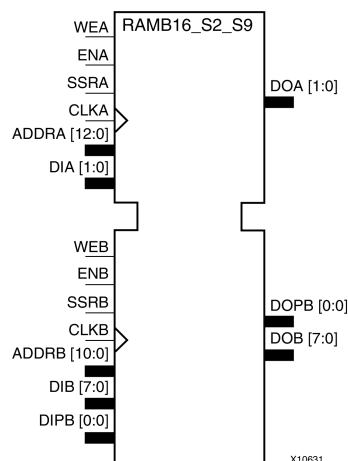 WEA
RAMB16_S2_S9
ENA
SSRA
DOA [1:0]
CLKA
ADDRA [12:0]
DIA [1:0]
WEB
ENB
SSRB
DOPB [0:0]
CLKB
DOB [7:0]
ADDRB [10:0]
DIB [7:0]
DIPB [0:0]
X10631